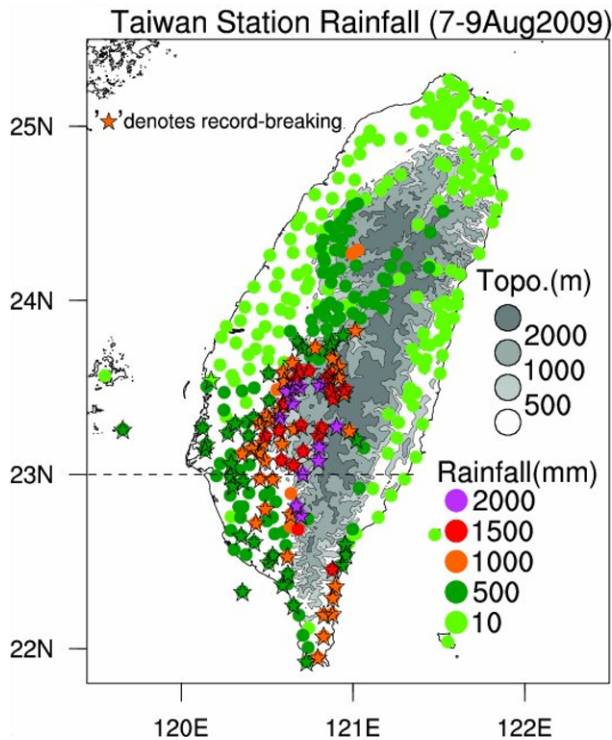 Taiwan Station Rainfall (7-9Aug2009)
25N
'★'denotes record-breaking
24N
Topo.(m)
2000
1000
500
23N
Rainfall(mm)
2000
1500
1000
500
10
22N
120E 121E 122E